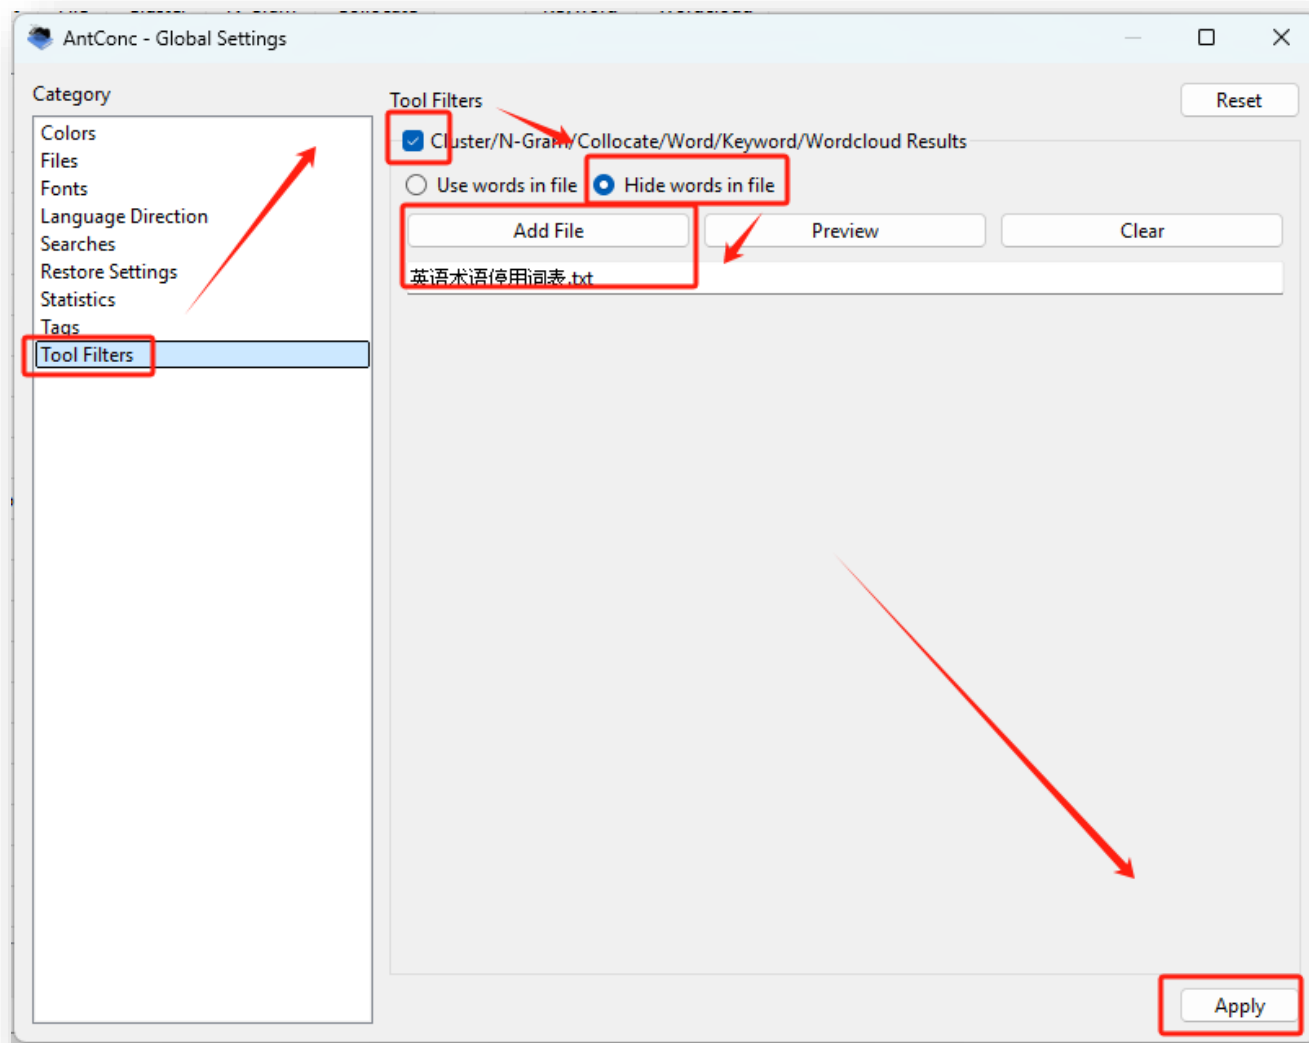 AntConc - Global Settings
Category
Colors
Files
Fonts
Language Direction
Searches
Restore Settings
Statistics
Tags
Tool Filters
Tool Filters
Reset
Cluster/N-Gram/Collocate/Word/Keyword/Wordcloud Results
Use words in file
Hide words in file
Add File
Preview
Clear
英语术语停用词表.txt
Apply